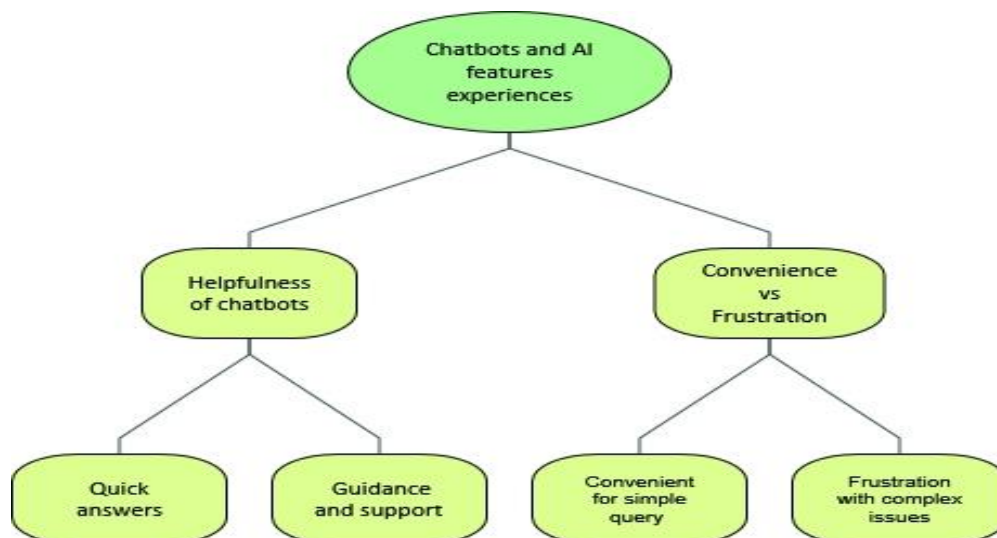 Chatbots and AI
features
experiences
Helpfulness
of chatbots
Convenience
vs
Frustration
Quick
answers
Guidance
and support
Convenient
for simple
query
Frustration
with complex
issues